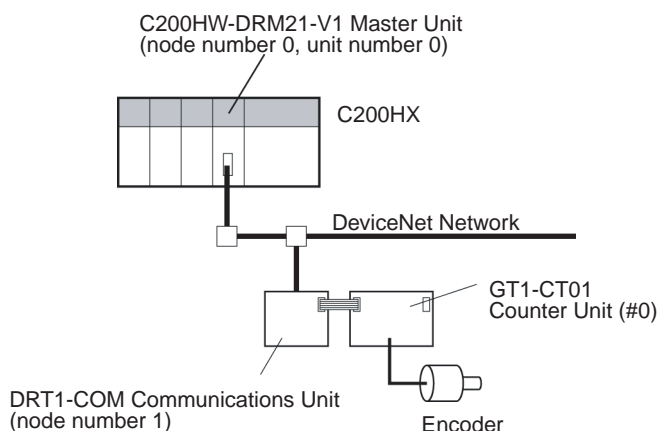 C200HW-DRM21-V1 Master Unit
(node number 0, unit number 0)
C200HX
DeviceNet Network
GT1-CT01
Counter Unit (#0)
DRT1-COM Communications Unit
(node number 1)
Encoder